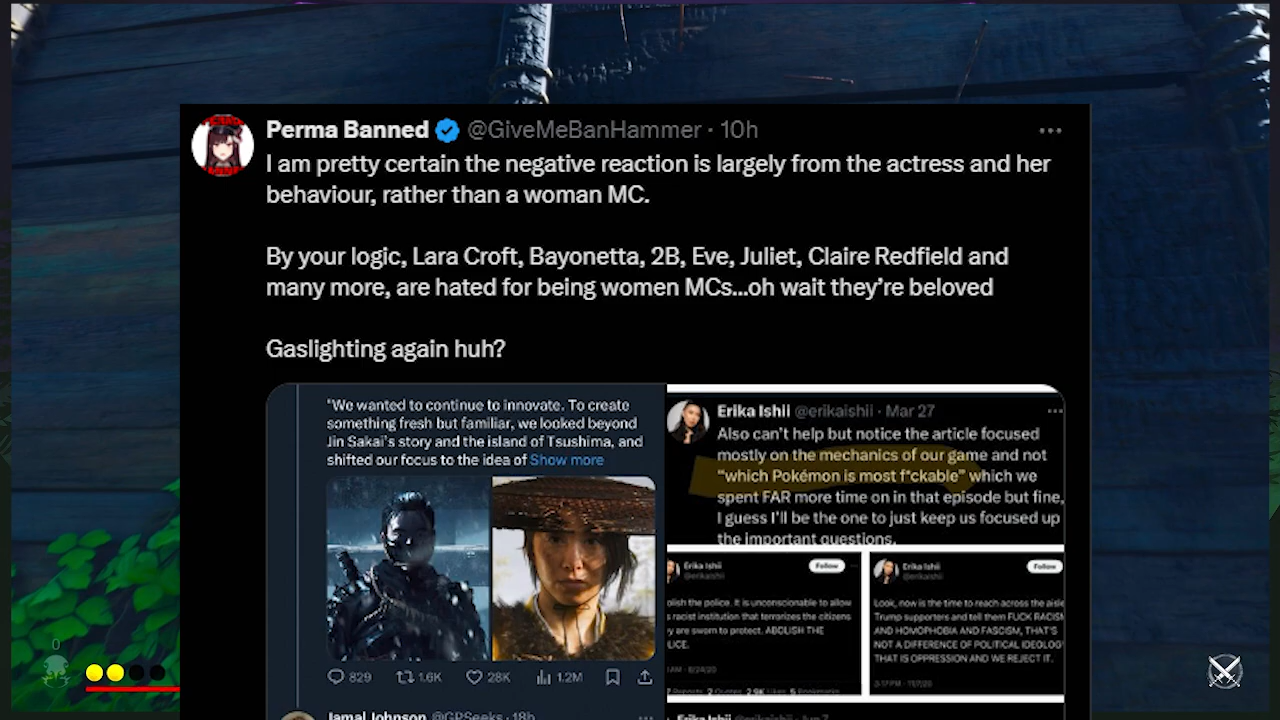 Perma Banned @GiveMeBanHammer · 10h
I am pretty certain the negative reaction is largely from the actress and her
behaviour, rather than a woman MC.
By your logic, Lara Croft, Bayonetta, 2B, Eve, Juliet, Claire Redfield and
many more, are hated for being women MCs...oh wait they're beloved
Gaslighting again huh?
"We wanted to continue to innovate. To create
something fresh but familiar, we looked beyond
Jin Sakai's story and the island of Tsushima, and
shifted our focus to the idea of Show more
829 1.6K 28K 1.2M
Jamal Johnson @GPSeeks · 18h
Erika Ishii @erikaishii · Mar 27
Also can't help but notice the article focused
mostly on the mechanics of our game and not
"which Pokémon is most f*ckable" which we
spent FAR more time on in that episode but fine,
I guess I'll be the one to just keep us focused up
the important questions.
Erika Ishii
@erikaishii
Follow
olish the police. It is unconscionable to allow
racist institution that terrorizes the citizens
y are sworn to protect. ABOLISH THE
LICE.
AM · 8/24/20
Erika Ishii
@erikaishii
Follow
Look, now is the time to reach across the aisle
Trump supporters and tell them FUCK RACISM
AND HOMOPHOBIA AND FASCISM, THAT'S
NOT A DIFFERENCE OF POLITICAL IDEOLOGY
THAT IS OPPRESSION AND WE REJECT IT.
Erika Ishii
0